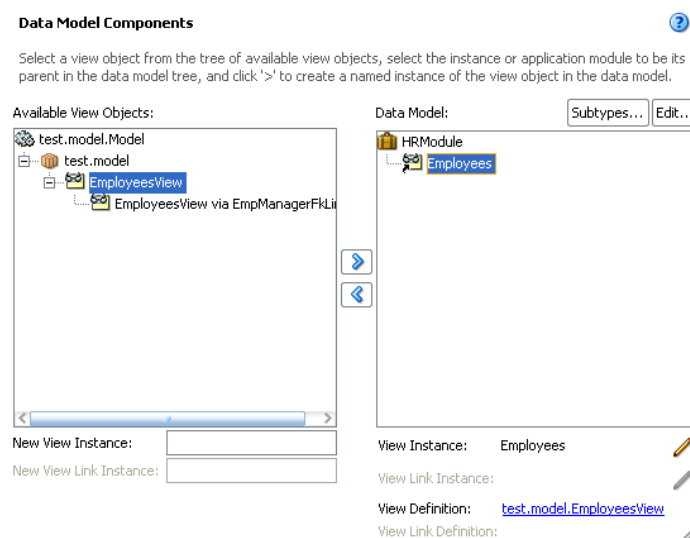 Data Model Components
?
Select a view object from the tree of available view objects, select the instance or application module to be its
parent in the data model tree, and click '>' to create a named instance of the view object in the data model.
Available View Objects:
Data Model:
Subtypes...
Edit..
test.model.Model
test.model
EmployeesView
EmployeesView via EmpManagerFkLi
HRModule
Employees
New View Instance:
New View Link Instance:
View Instance: Employees
View Link Instance:
View Definition: test.model.EmployeesView
View Link Definition: